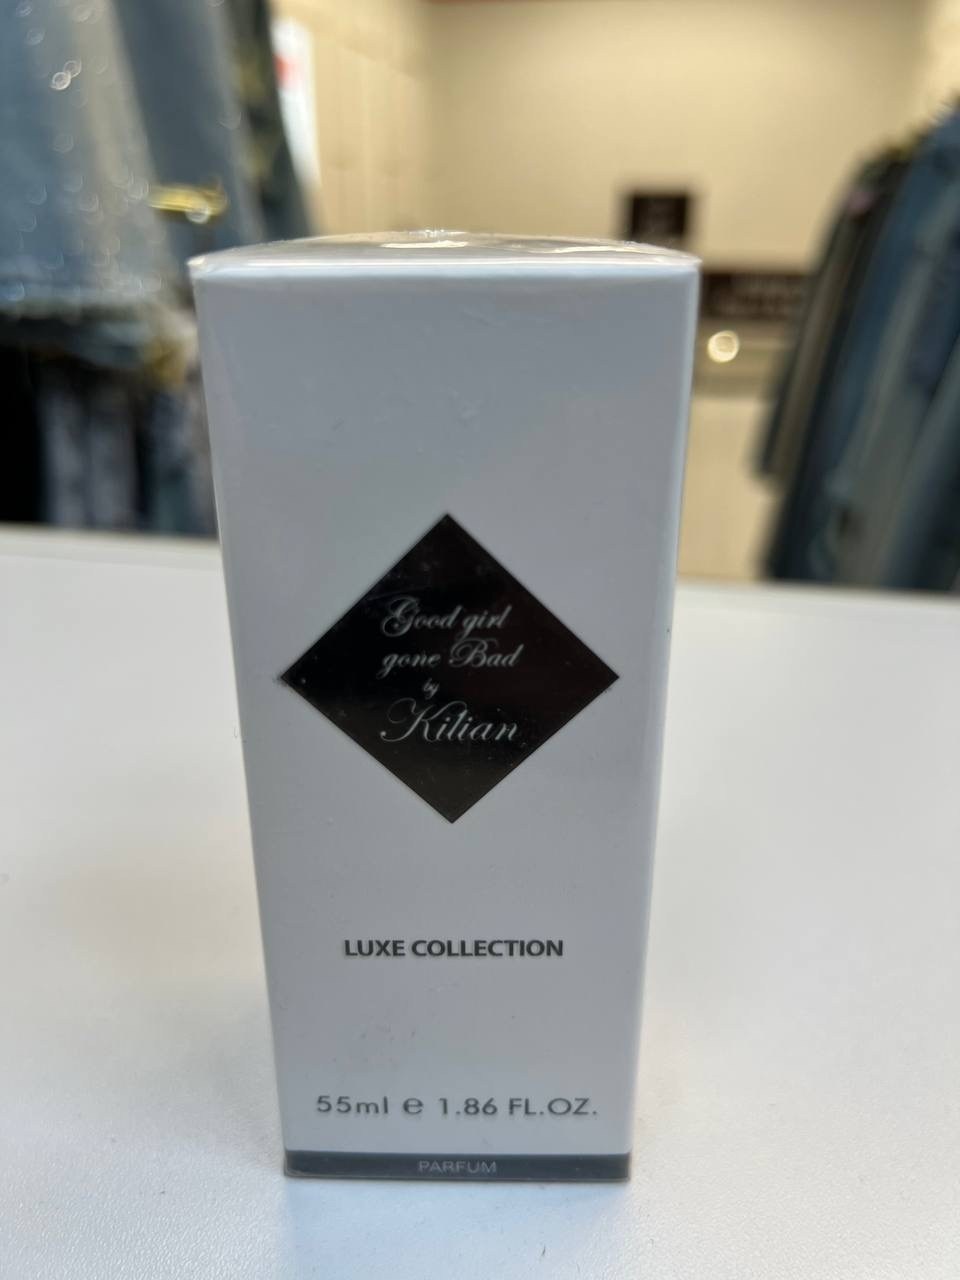 Good girl
gone Bad
by
Kilian
LUXE COLLECTION
55ml e 1.86 FL.OZ.
PARFUM